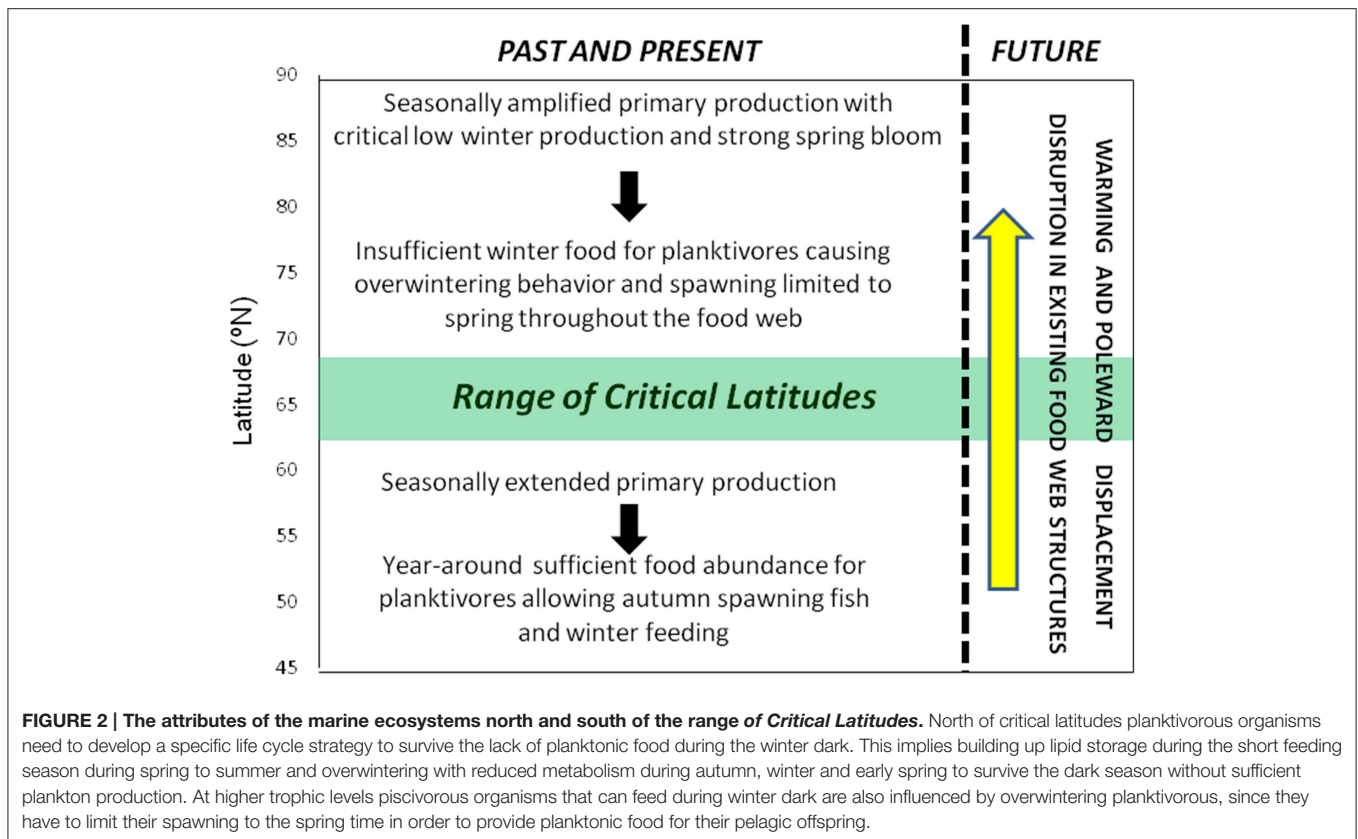 PAST AND PRESENT
FUTURE
90
85
80
75
70
65
60
55
50
45
Latitude (ºN)
Seasonally amplified primary production with
critical low winter production and strong spring bloom
Insufficient winter food for planktivores causing
overwintering behavior and spawning limited to
spring throughout the food web
Range of Critical Latitudes
Seasonally extended primary production
Year-around sufficient food abundance for
planktivores allowing autumn spawning fish
and winter feeding
DISRUPTION IN EXISTING FOOD WEB STRUCTURES
WARMING AND POLEWARD DISPLACEMENT
FIGURE 2 | The attributes of the marine ecosystems north and south of the range of Critical Latitudes. North of critical latitudes planktivorous organisms
need to develop a specific life cycle strategy to survive the lack of planktonic food during the winter dark. This implies building up lipid storage during the short feeding
season during spring to summer and overwintering with reduced metabolism during autumn, winter and early spring to survive the dark season without sufficient
plankton production. At higher trophic levels piscivorous organisms that can feed during winter dark are also influenced by overwintering planktivorous, since they
have to limit their spawning to the spring time in order to provide planktonic food for their pelagic offspring.